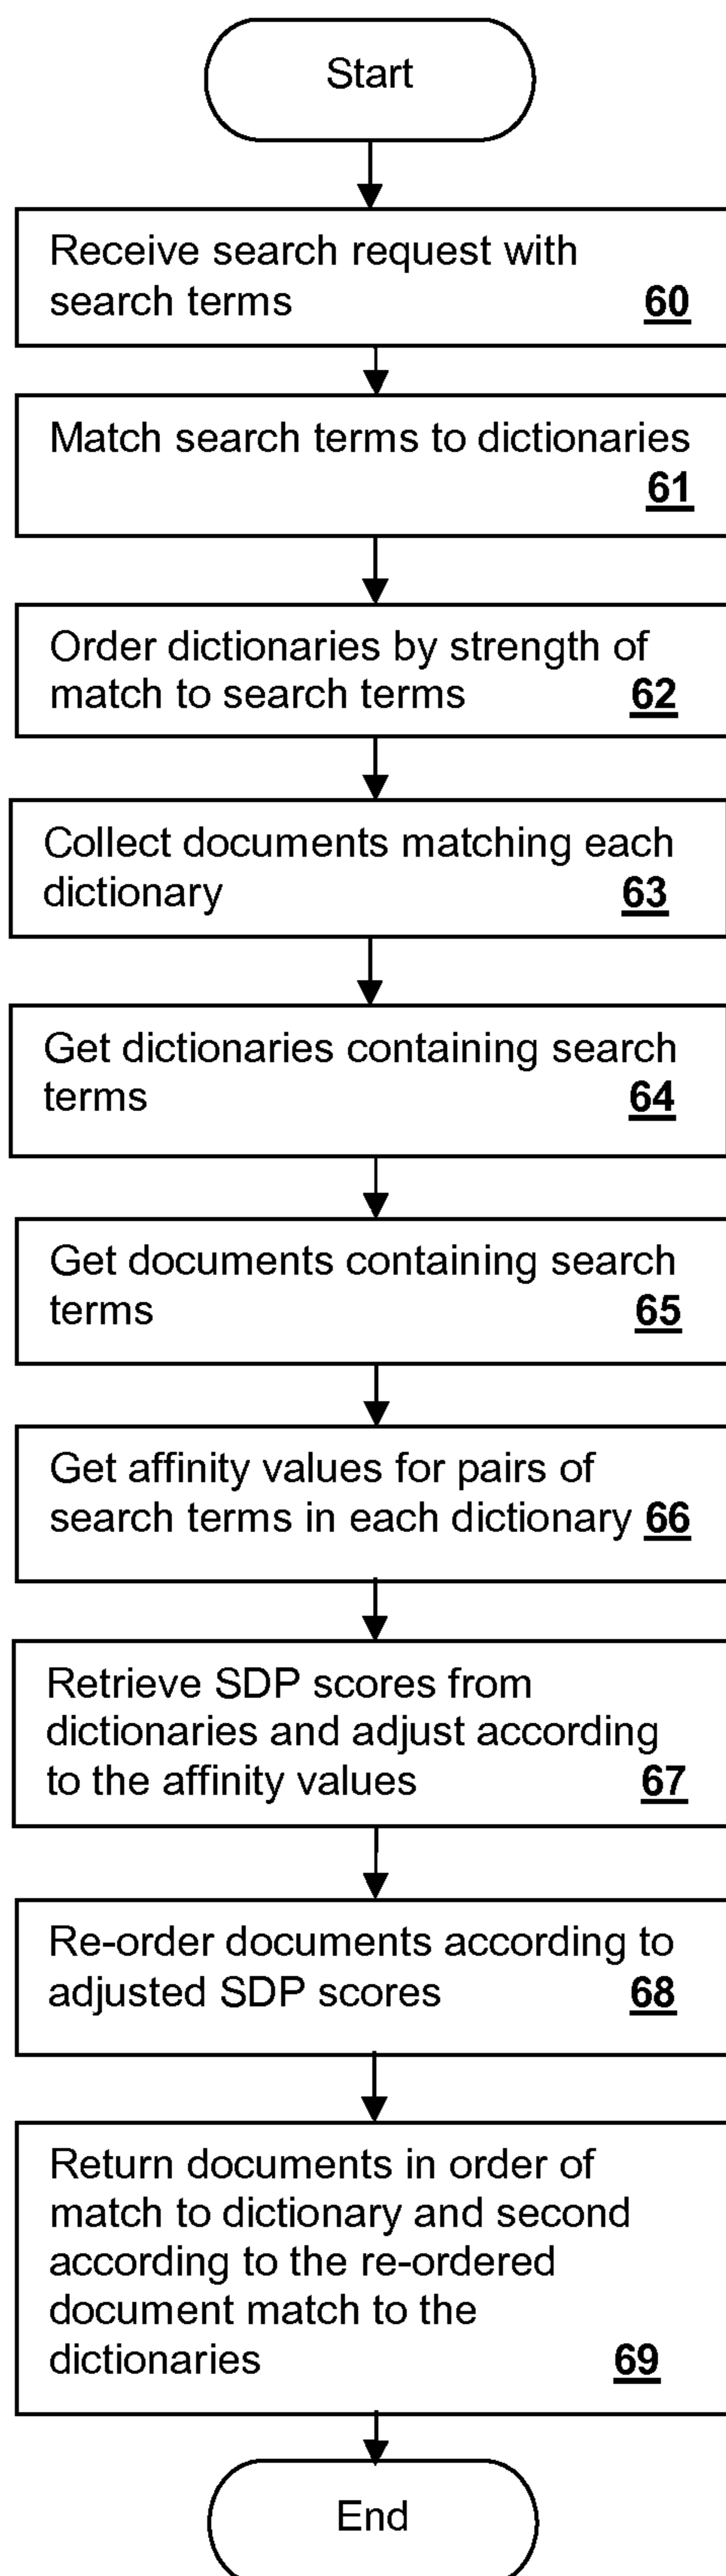 Start
Receive search request with
search terms 60
Match search terms to dictionaries
61
Order dictionaries by strength of
match to search terms 62
Collect documents matching each
dictionary 63
Get dictionaries containing search
terms 64
Get documents containing search
terms 65
Get affinity values for pairs of
search terms in each dictionary 66
Retrieve SDP scores from
dictionaries and adjust according
to the affinity values 67
Re-order documents according to
adjusted SDP scores 68
Return documents in order of
match to dictionary and second
according to the re-ordered
document match to the
dictionaries 69
End